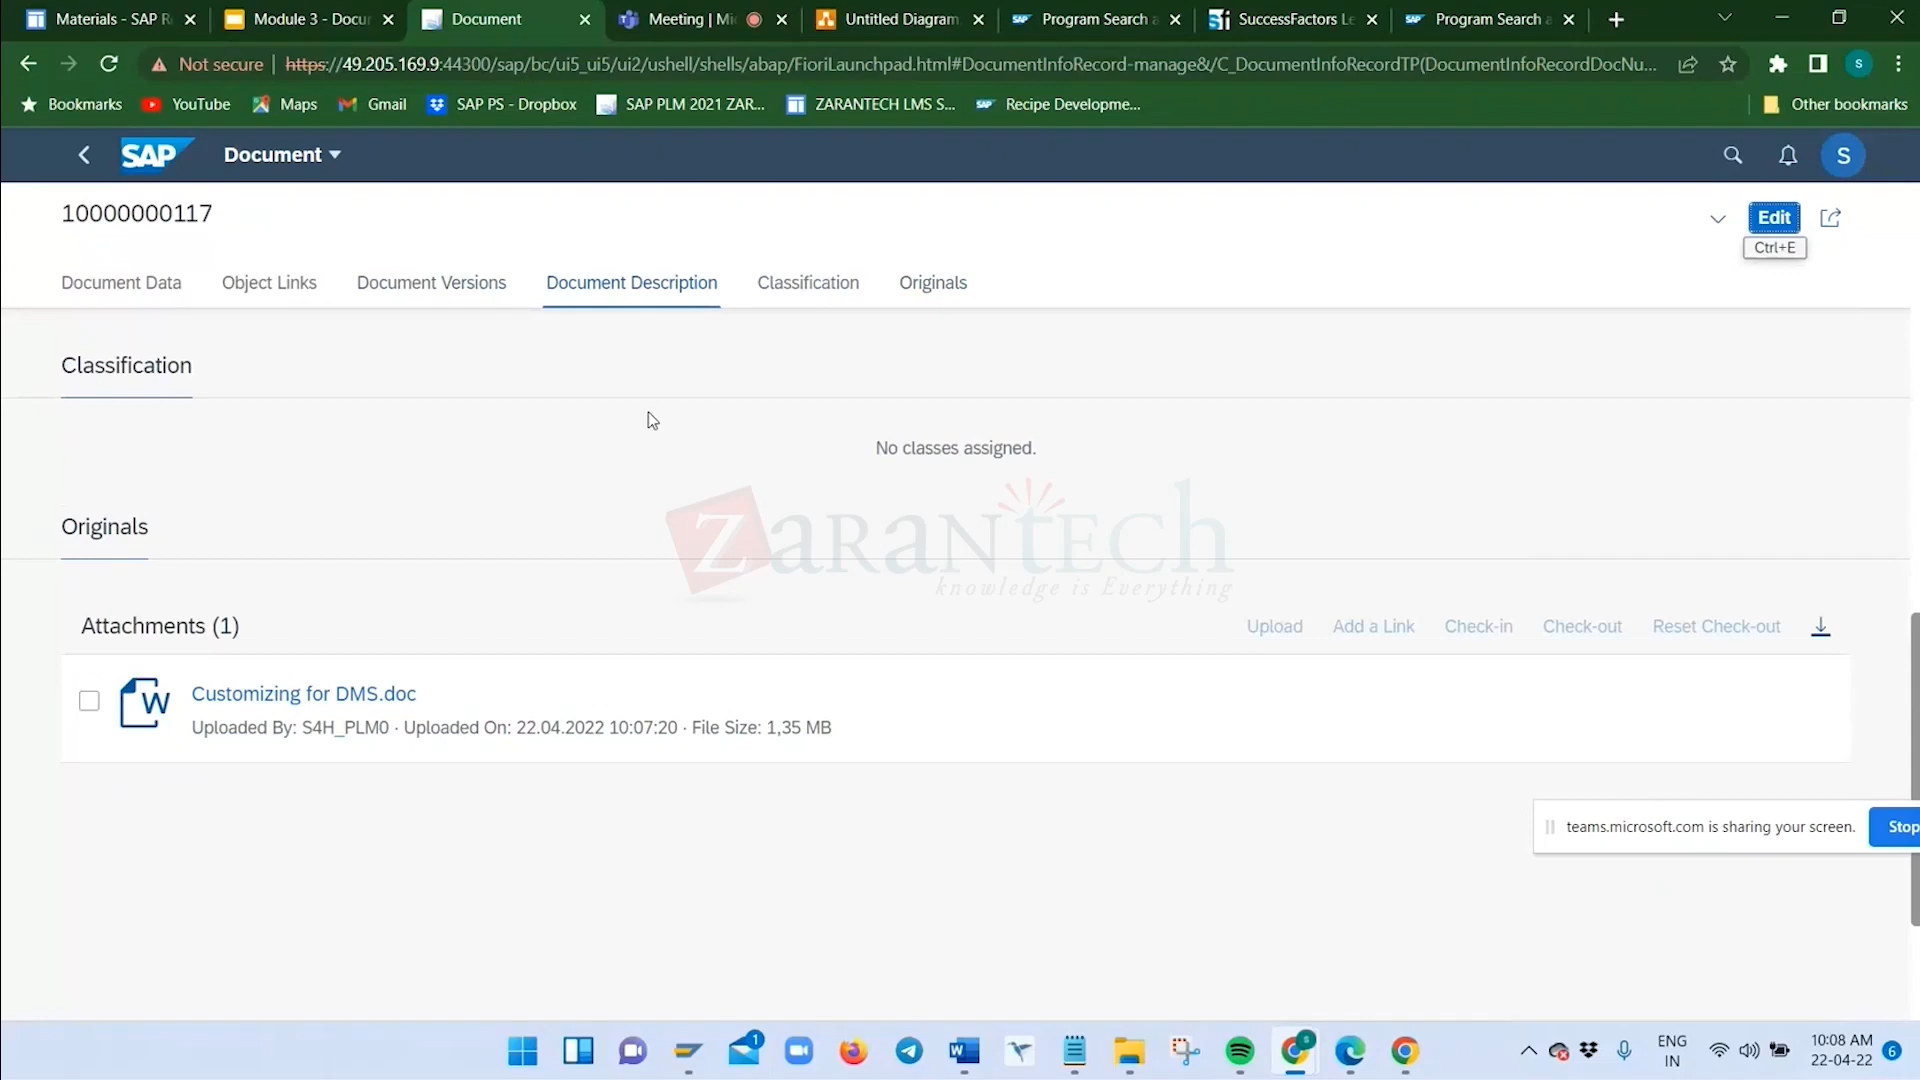 Materials - SAP R
Module 3 - Docu
Document
Meeting | Mi
Untitled Diagram
Program Search a
SuccessFactors Le
Program Search a
Not secure
https://49.205.169.9:44300/sap/bc/ui5_ui5/ui2/ushell/shells/abap/FioriLaunchpad.html#DocumentInfoRecord-manage&/C_DocumentInfoRecordTP(DocumentInfoRecordDocNu...
S
Bookmarks
YouTube
Maps
Gmail
SAP PS - Dropbox
SAP PLM 2021 ZAR...
ZARANTECH LMS S...
Recipe Developme...
Other bookmarks
SAP
Document
S
10000000117
Edit
Ctrl+E
Document Data
Object Links
Document Versions
Document Description
Classification
Originals
Classification
No classes assigned.
Originals
ZaranTech
knowledge is Everything
Attachments (1)
Upload
Add a Link
Check-in
Check-out
Reset Check-out
W
Customizing for DMS.doc
Uploaded By: S4H_PLM0 · Uploaded On: 22.04.2022 10:07:20 · File Size: 1,35 MB
teams.microsoft.com is sharing your screen.
Stop
1
S
ENG
IN
10:08 AM
22-04-22
6